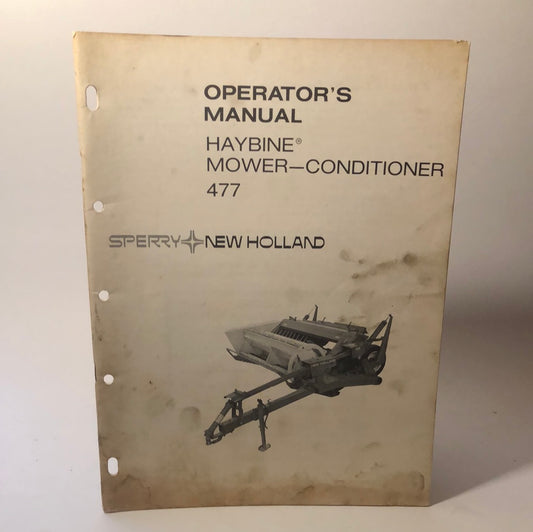 OPERATOR'S
MANUAL
HAYBINE®
MOWER—CONDITIONER
477
SPERRY NEW HOLLAND